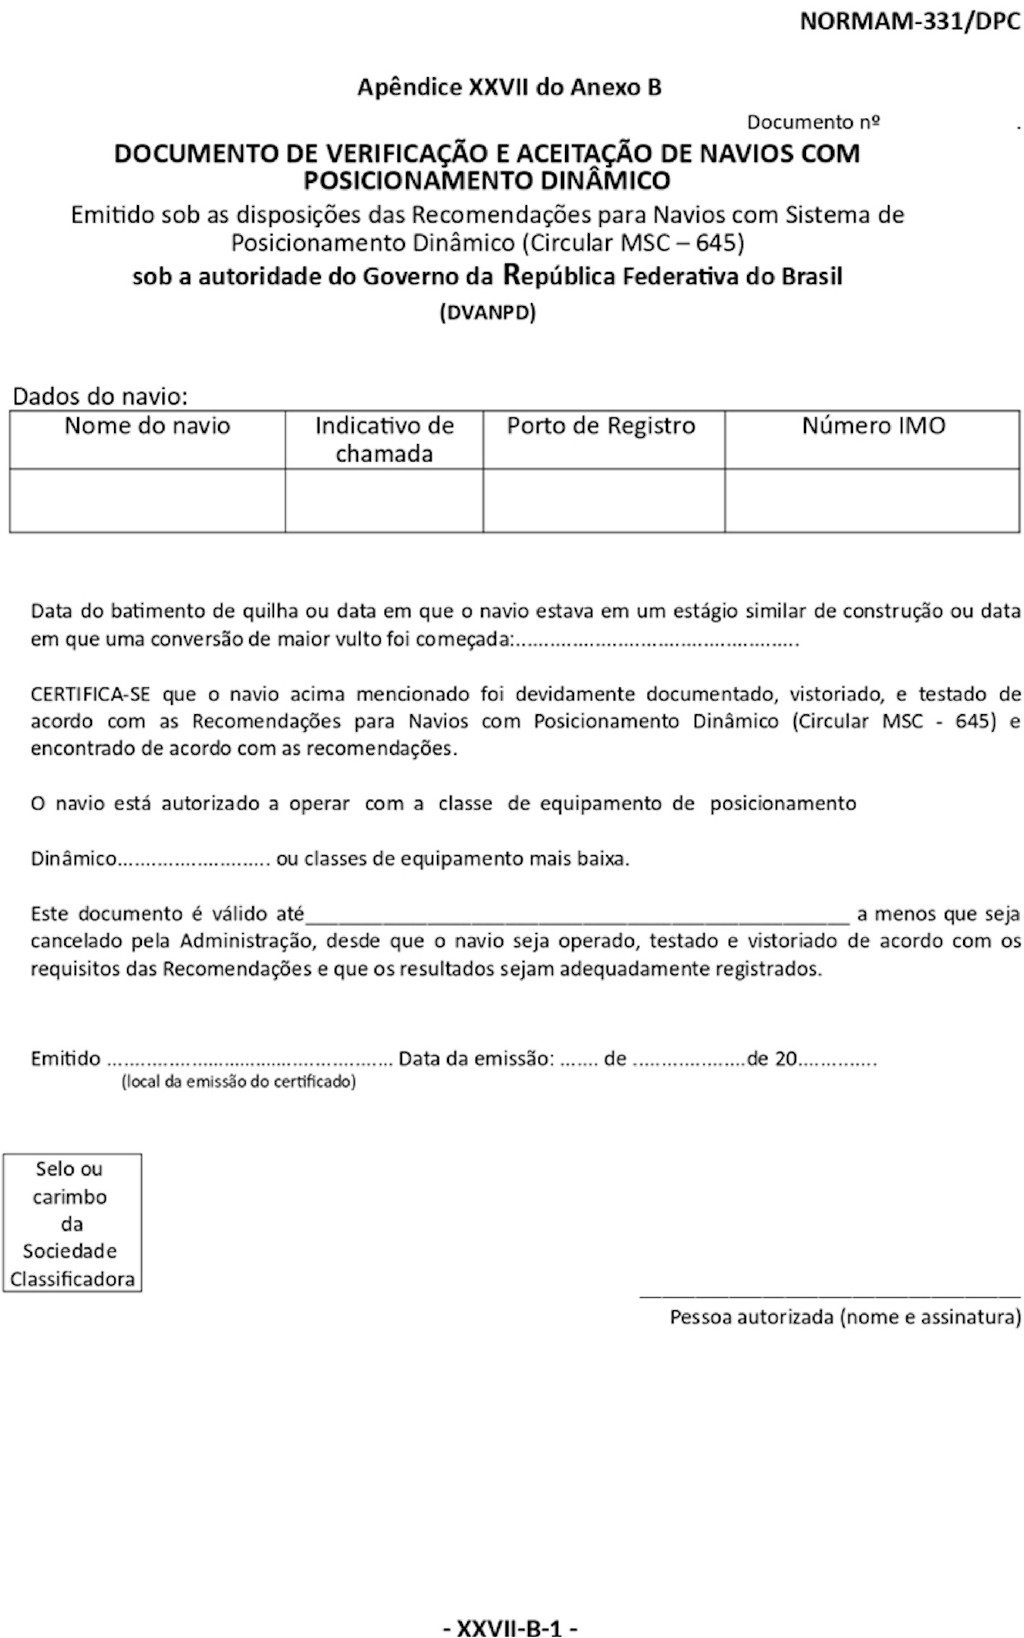 NORMAM-331/DPC
Apêndice XXVII do Anexo B
Documento nº .
DOCUMENTO DE VERIFICAÇÃO E ACEITAÇÃO DE NAVIOS COM
POSICIONAMENTO DINÂMICO
Emitido sob as disposições das Recomendações para Navios com Sistema de
Posicionamento Dinâmico (Circular MSC – 645)
sob a autoridade do Governo da República Federativa do Brasil
(DVANPD)
Dados do navio:
Nome do navio
Indicativo de
chamada
Porto de Registro
Número IMO
Data do batimento de quilha ou data em que o navio estava em um estágio similar de construção ou data
em que uma conversão de maior vulto foi começada:..................................................
CERTIFICA-SE que o navio acima mencionado foi devidamente documentado, vistoriado, e testado de
acordo com as Recomendações para Navios com Posicionamento Dinâmico (Circular MSC - 645) e
encontrado de acordo com as recomendações.
O navio está autorizado a operar com a classe de equipamento de posicionamento
Dinâmico........................... ou classes de equipamento mais baixa.
Este documento é válido até__________________________________________________ a menos que seja
cancelado pela Administração, desde que o navio seja operado, testado e vistoriado de acordo com os
requisitos das Recomendações e que os resultados sejam adequadamente registrados.
Emitido .................................................. Data da emissão: ....... de ....................de 20..............
(local da emissão do certificado)
Selo ou
carimbo
da
Sociedade
Classificadora
___________________________________
Pessoa autorizada (nome e assinatura)
- XXVII-B-1 -